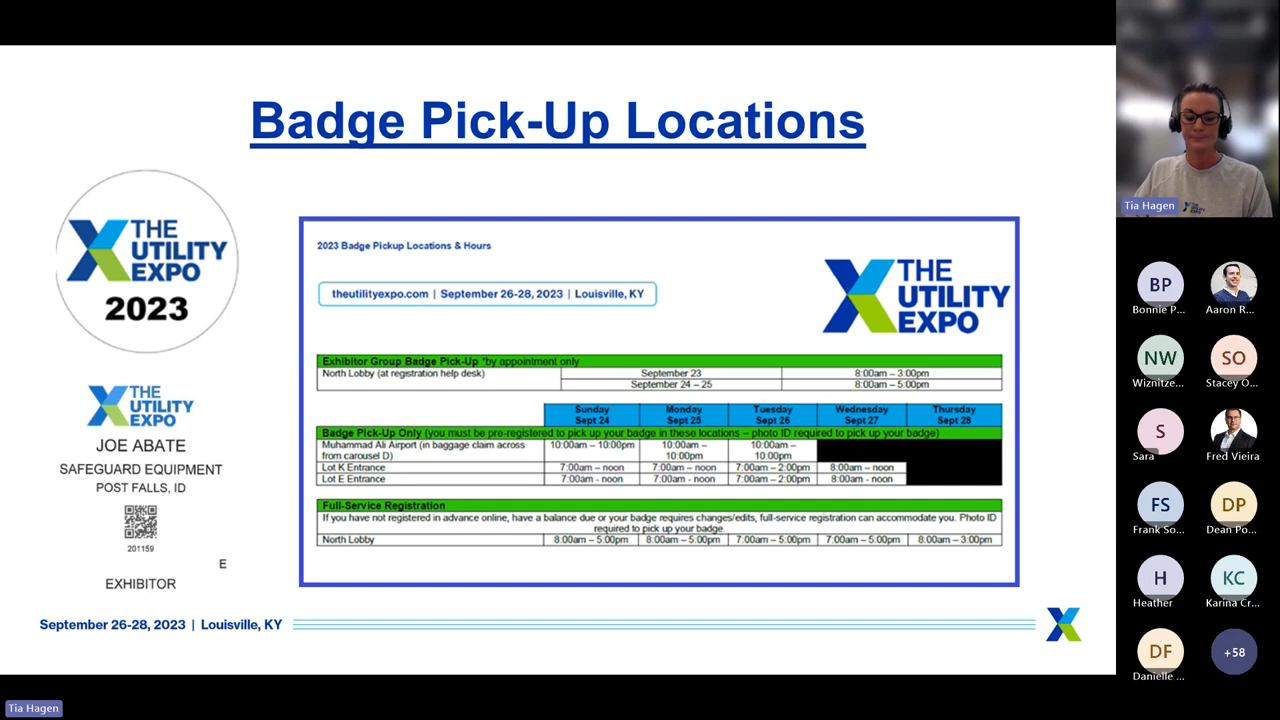 Badge Pick-Up Locations
THE
UTILITY
EXPO
2023
THE
UTILITY
EXPO
JOE ABATE
SAFEGUARD EQUIPMENT
POST FALLS, ID
201159
E
EXHIBITOR
2023 Badge Pickup Locations & Hours
theutilityexpo.com | September 26-28, 2023 | Louisville, KY
THE
UTILITY
EXPO
Exhibitor Group Badge Pick-Up *by appointment only
North Lobby (at registration help desk) September 23 8:00am – 3:00pm
September 24 – 25 8:00am – 5:00pm
Sunday Monday Tuesday Wednesday Thursday
Sept 24 Sept 25 Sept 26 Sept 27 Sept 28
Badge Pick-Up Only (you must be pre-registered to pick up your badge in these locations – photo ID required to pick up your badge)
Muhammad Ali Airport (in baggage claim across 10:00am – 10:00pm 10:00am – 10:00am –
from carousel D) 10:00pm 10:00pm
Lot K Entrance 7:00am – noon 7:00am – noon 7:00am – 2:00pm 8:00am – noon
Lot E Entrance 7:00am - noon 7:00am - noon 7:00am – 2:00pm 8:00am - noon
Full-Service Registration
If you have not registered in advance online, have a balance due or your badge requires changes/edits, full-service registration can accommodate you. Photo ID
required to pick up your badge.
North Lobby 8:00am – 5:00pm 8:00am – 5:00pm 7:00am – 5:00pm 7:00am – 5:00pm 8:00am – 3:00pm
September 26-28, 2023 | Louisville, KY
Tia Hagen
BP
Bonnie P... Aaron R...
NW SO
Wiznitze... Stacey O...
S
Sara Fred Vieira
FS DP
Frank So... Dean Po...
H KC
Heather Karina Cr...
DF +58
Danielle ...
Tia Hagen